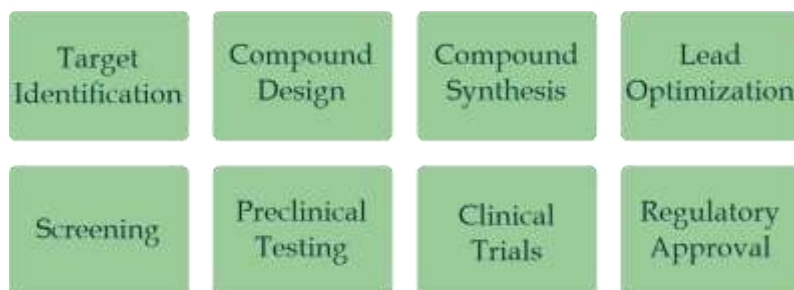 Target
Identification
Compound
Design
Compound
Synthesis
Lead
Optimization
Screening
Preclinical
Testing
Clinical
Trials
Regulatory
Approval